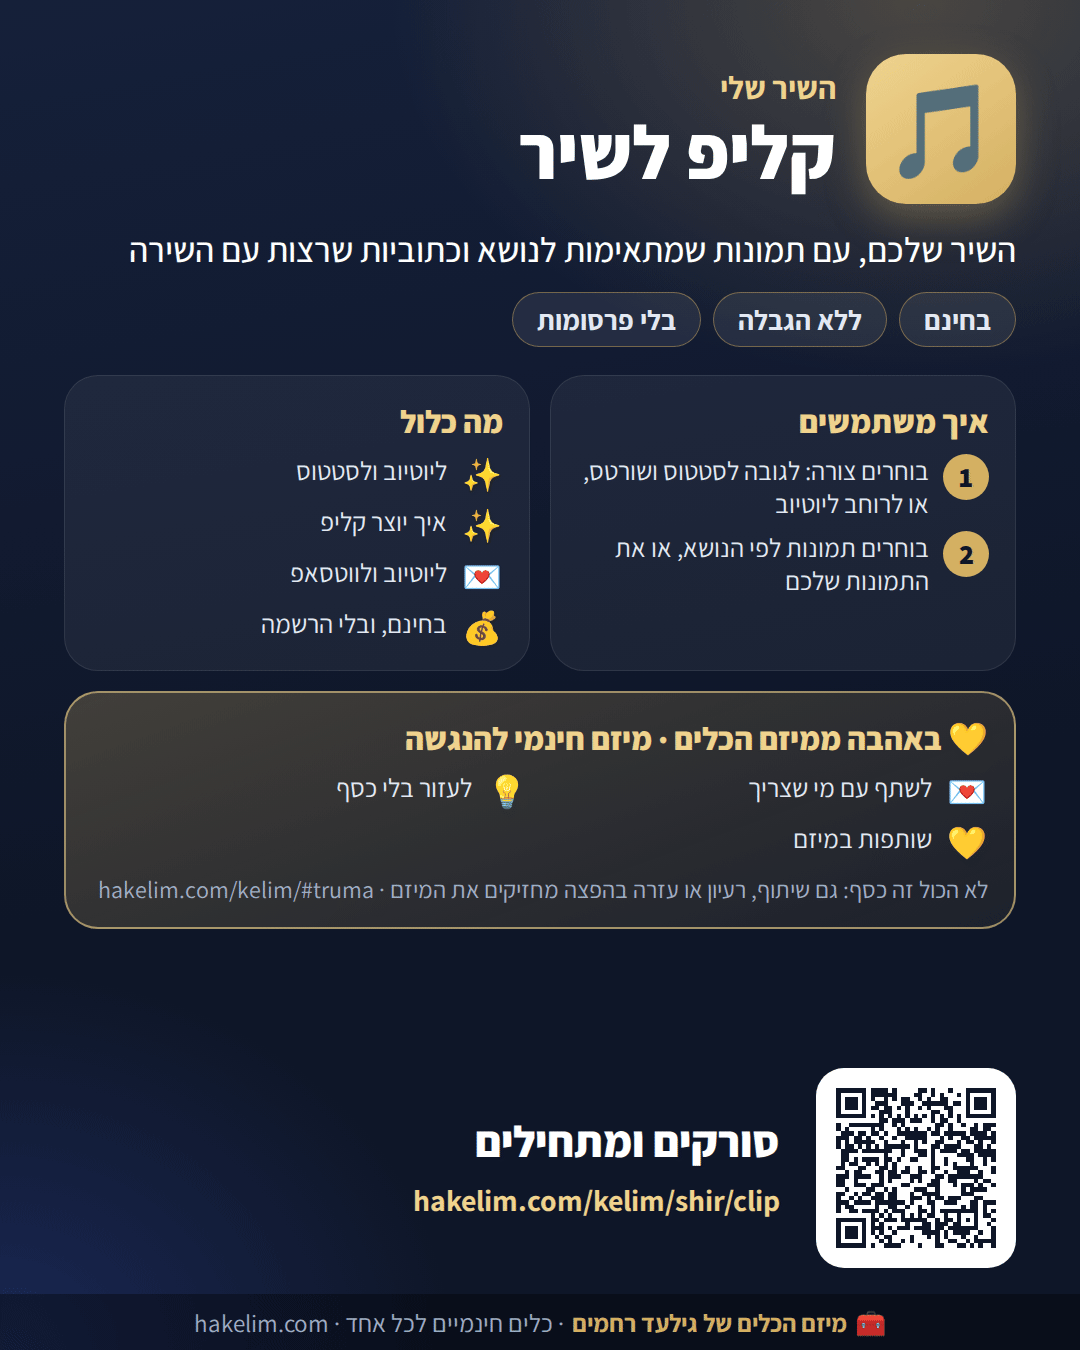 השיר שלי
קליפ לשיר
השיר שלכם, עם תמונות שמתאימות לנושא וכתוביות שרצות עם השירה
בחינם
ללא הגבלה
בלי פרסומות
איך משתמשים
1 בוחרים צורה: לגובה לסטטוס ושורטס,
או לרוחב ליוטיוב
2 בוחרים תמונות לפי הנושא, או את
התמונות שלכם
מה כלול
ליוטיוב ולסטטוס
איך יוצר קליפ
ליוטיוב ולווטסאפ
בחינם, ובלי הרשמה
באהבה ממיזם הכלים · מיזם חינמי להנגשה
לשתף עם מי שצריך
לעזור בלי כסף
שותפות במיזם
לא הכול זה כסף: גם שיתוף, רעיון או עזרה בהפצה מחזיקים את המיזם · hakelim.com/kelim/#truma
סורקים ומתחילים
hakelim.com/kelim/shir/clip
מיזם הכלים של גילעד רחמים · כלים חינמיים לכל אחד · hakelim.com